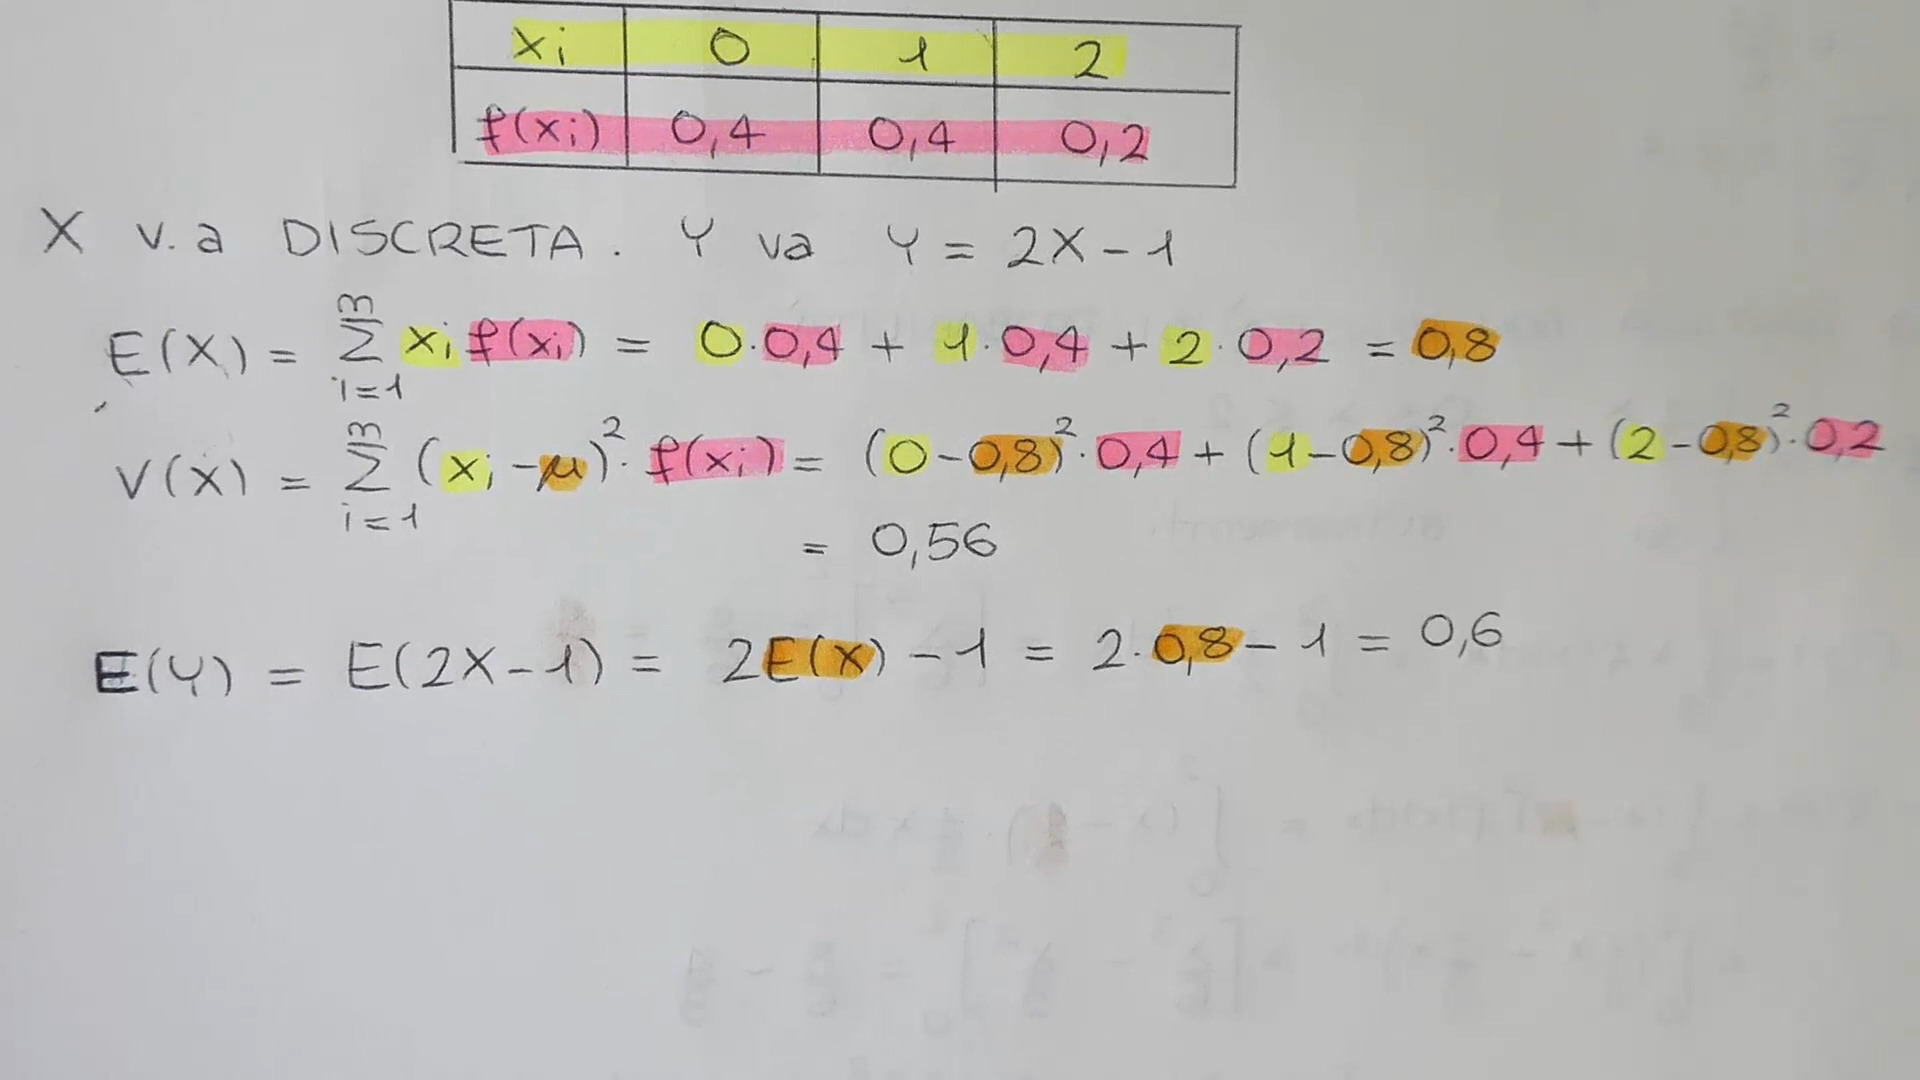 xi 0 1 2
f(xi) 0,4 0,4 0,2
X v.a DISCRETA. Y va Y = 2X - 1
E(X) = 3 Σ i=1 xi f(xi) = 0·0,4 + 1·0,4 + 2·0,2 = 0,8
V(X) = 3 Σ i=1 (xi - μ)²· f(xi) = (0-0,8)²·0,4 + (1-0,8)²·0,4 + (2-0,8)²·0,2
= 0,56
E(Y) = E(2X-1) = 2E(x) - 1 = 2·0,8 - 1 = 0,6